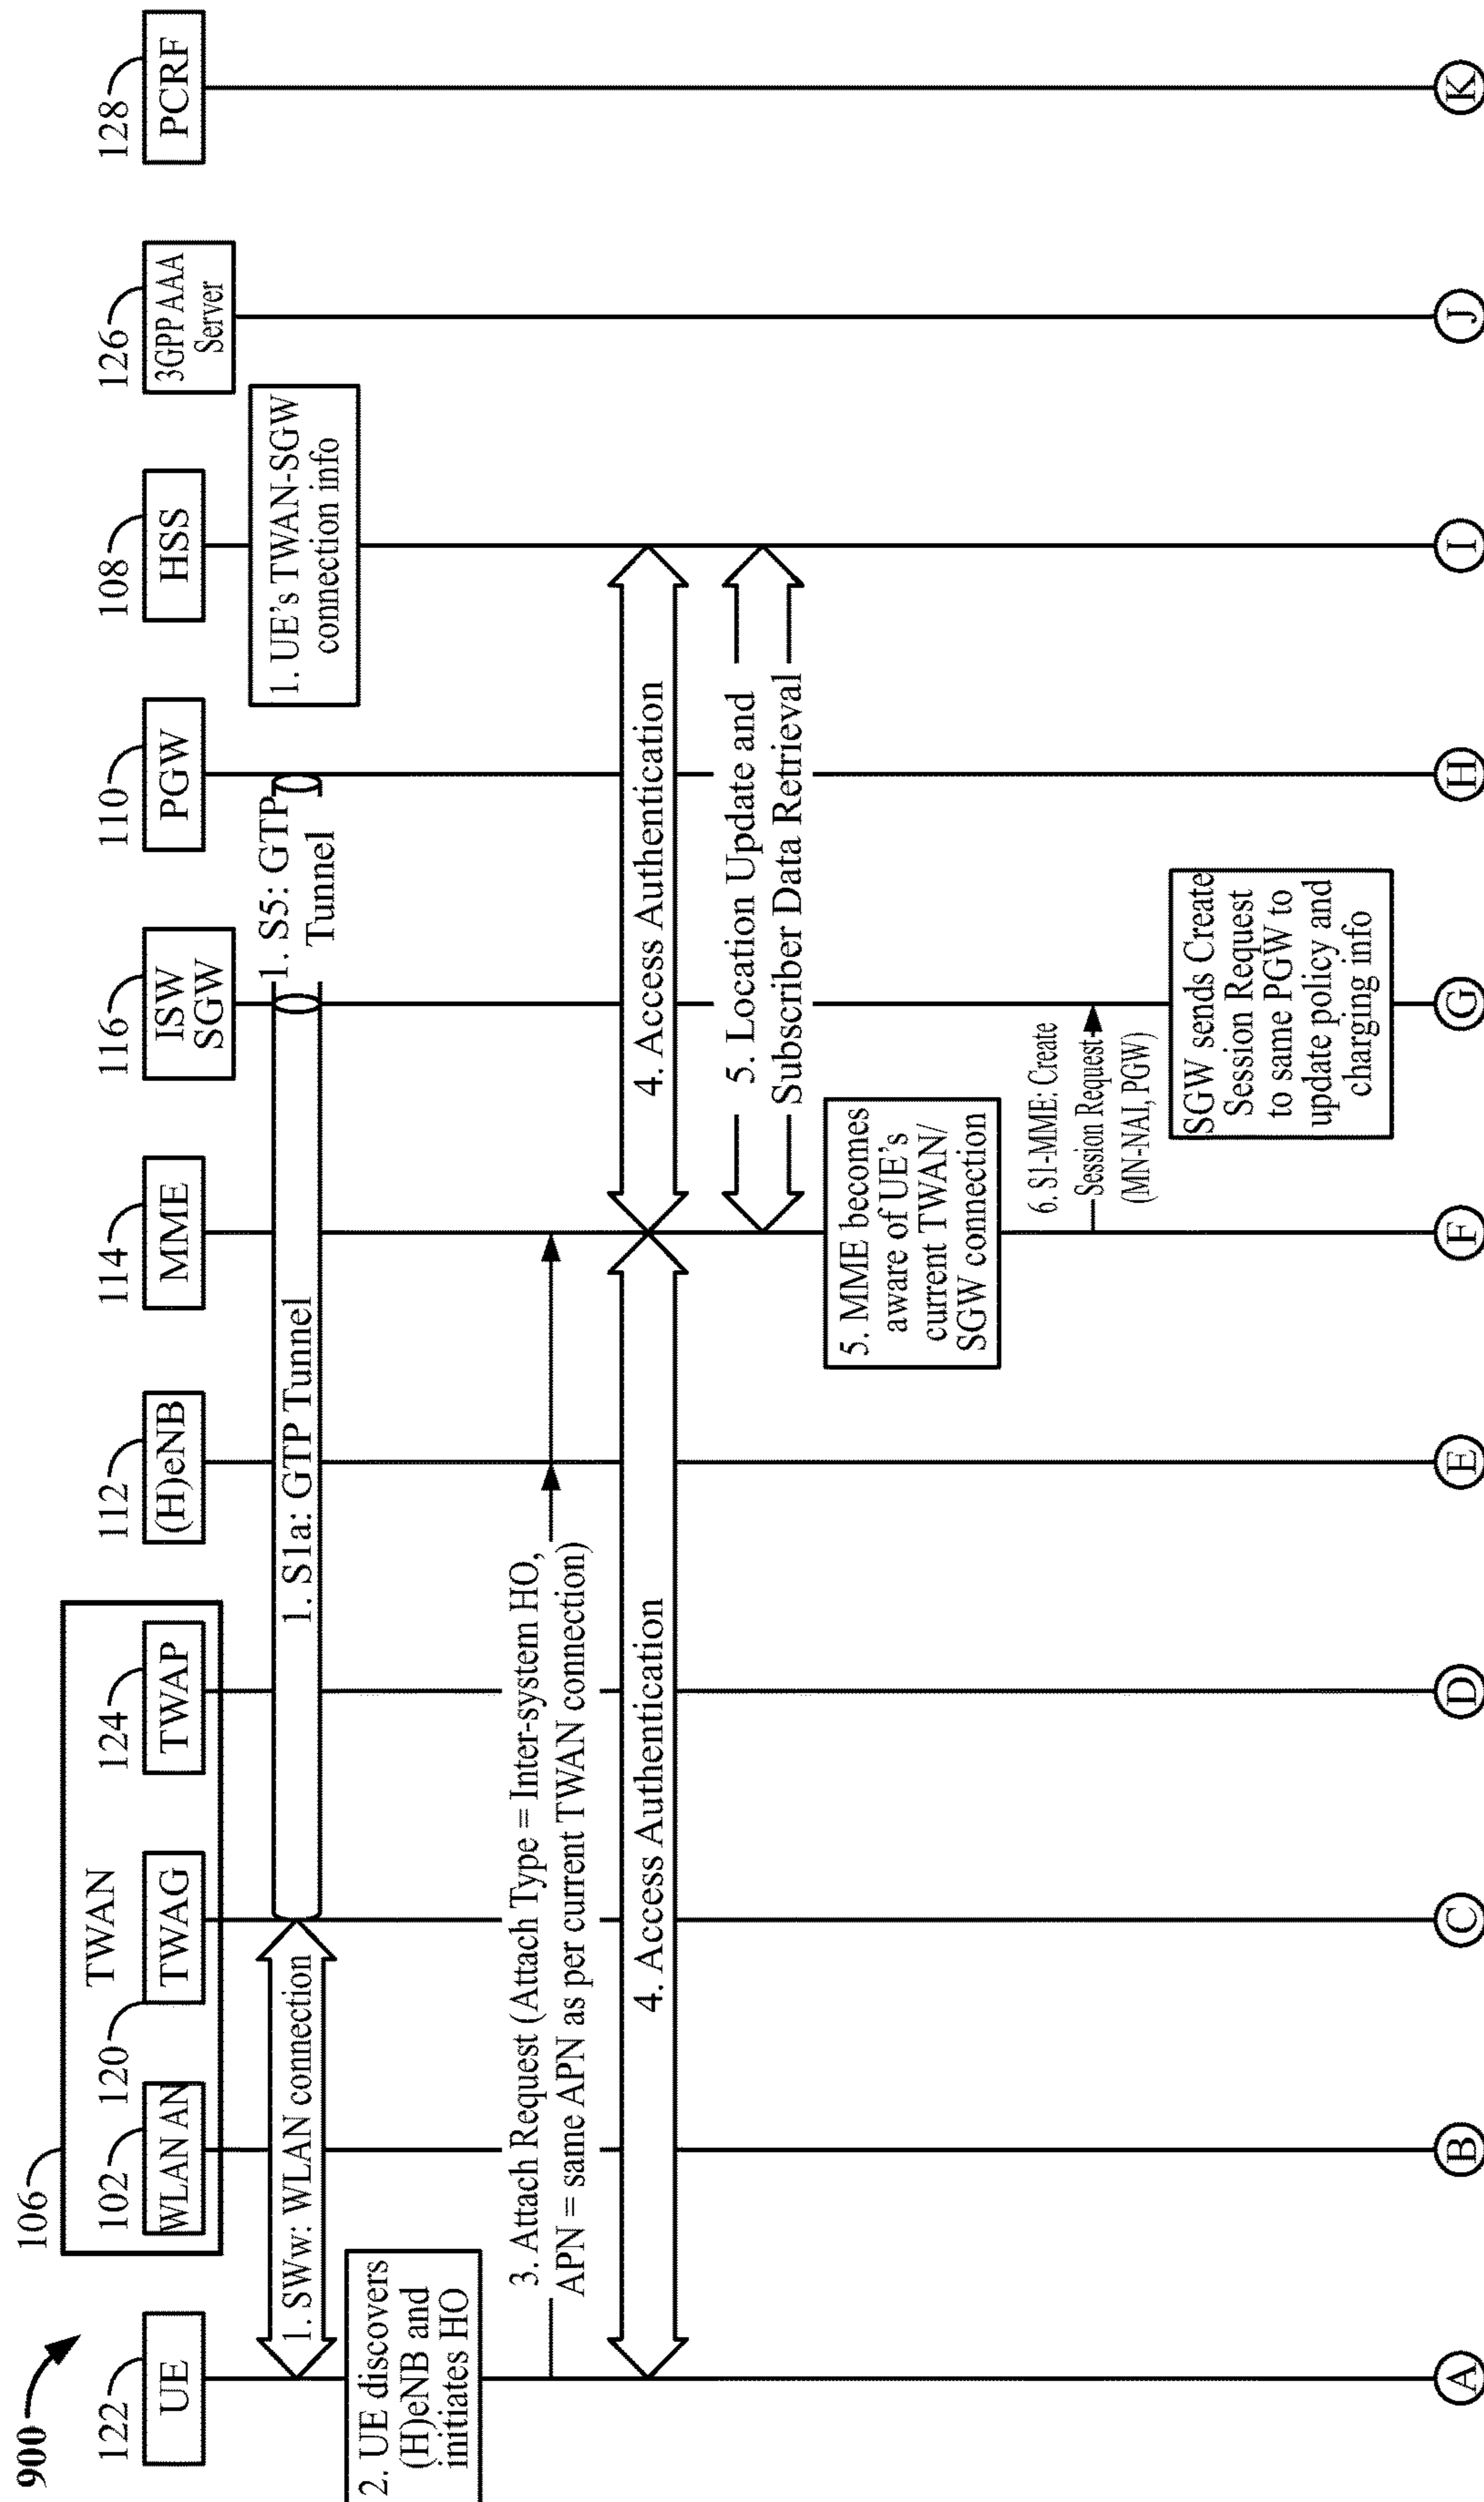 900
106
122
102
120
124
112
114
116
110
108
126
128
TWAN
UE
WLAN AN
TWAG
TWAP
(H)eNB
MME
ISW
SGW
PGW
HSS
3GPP AAA
Server
PCRF
1. SWw: WLAN connection
1. S1a: GTP Tunnel
1. S5: GTP
Tunnel
1. UE's TWAN-SGW
connection info
2. UE discovers
(H)eNB and
initiates HO
3. Attach Request (Attach Type = Inter-system HO,
APN = same APN as per current TWAN connection)
4. Access Authentication
4. Access Authentication
5. Location Update and
Subscriber Data Retrieval
5. MME becomes
aware of UE's
current TWAN/
SGW connection
6. S1-MME: Create
Session Request
(MN-NAI, PGW)
SGW sends Create
Session Request
to same PGW to
update policy and
charging info
A
B
C
D
E
F
G
H
I
J
K